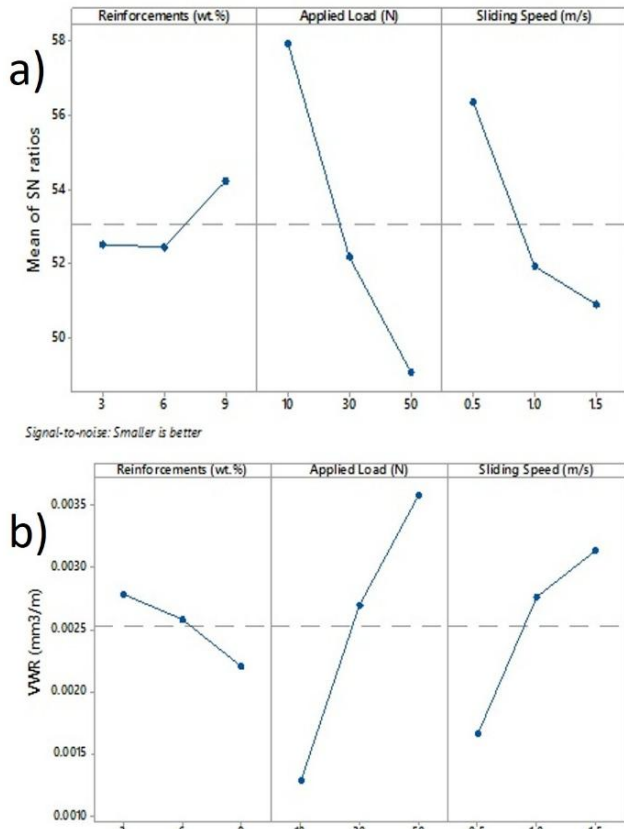 a)
Reinforcements (wt.%) Applied Load (N) Sliding Speed (m/s)
Mean of SN ratios
58
56
54
52
50
3 6 9 10 30 50 0.5 1.0 1.5
Signal-to-noise: Smaller is better
b)
Reinforcements (wt.%) Applied Load (N) Sliding Speed (m/s)
VWR (mm3/m)
0.0035
0.0030
0.0025
0.0020
0.0015
0.0010